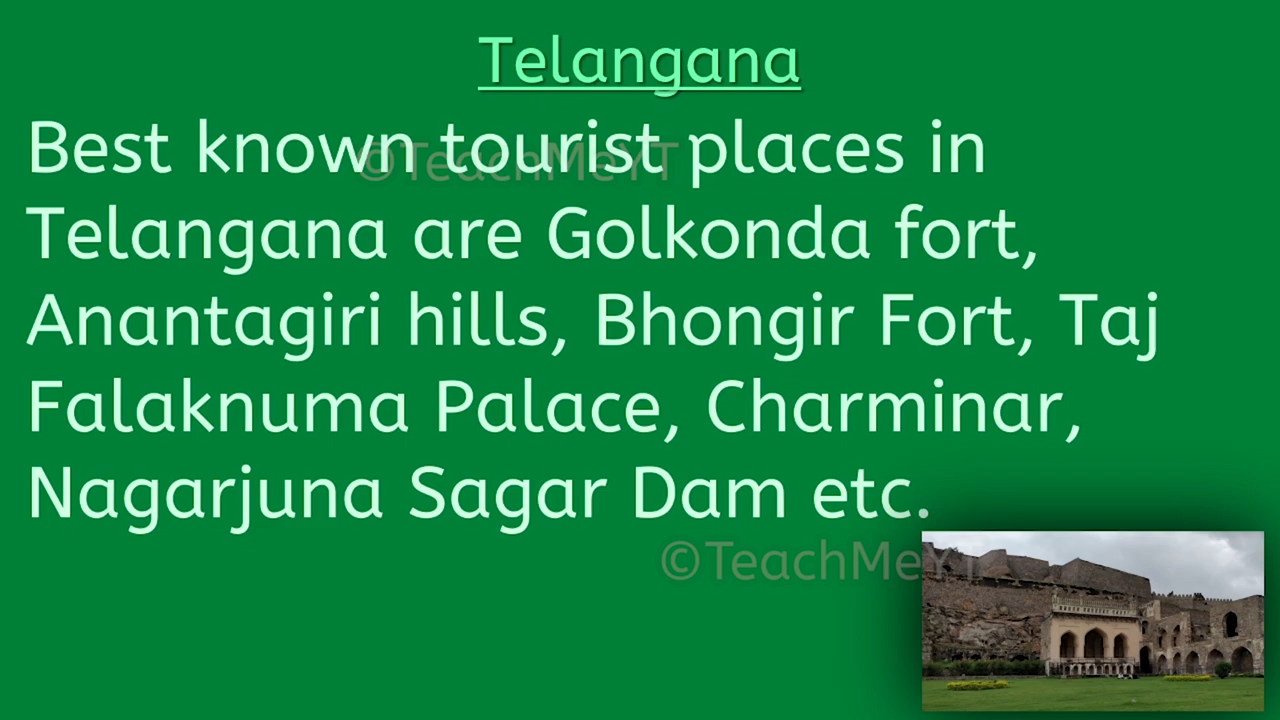 Telangana
Best known tourist places in
©TeachMeYT
Telangana are Golkonda fort,
Anantagiri hills, Bhongir Fort, Taj
Falaknuma Palace, Charminar,
Nagarjuna Sagar Dam etc.
©TeachMeYT